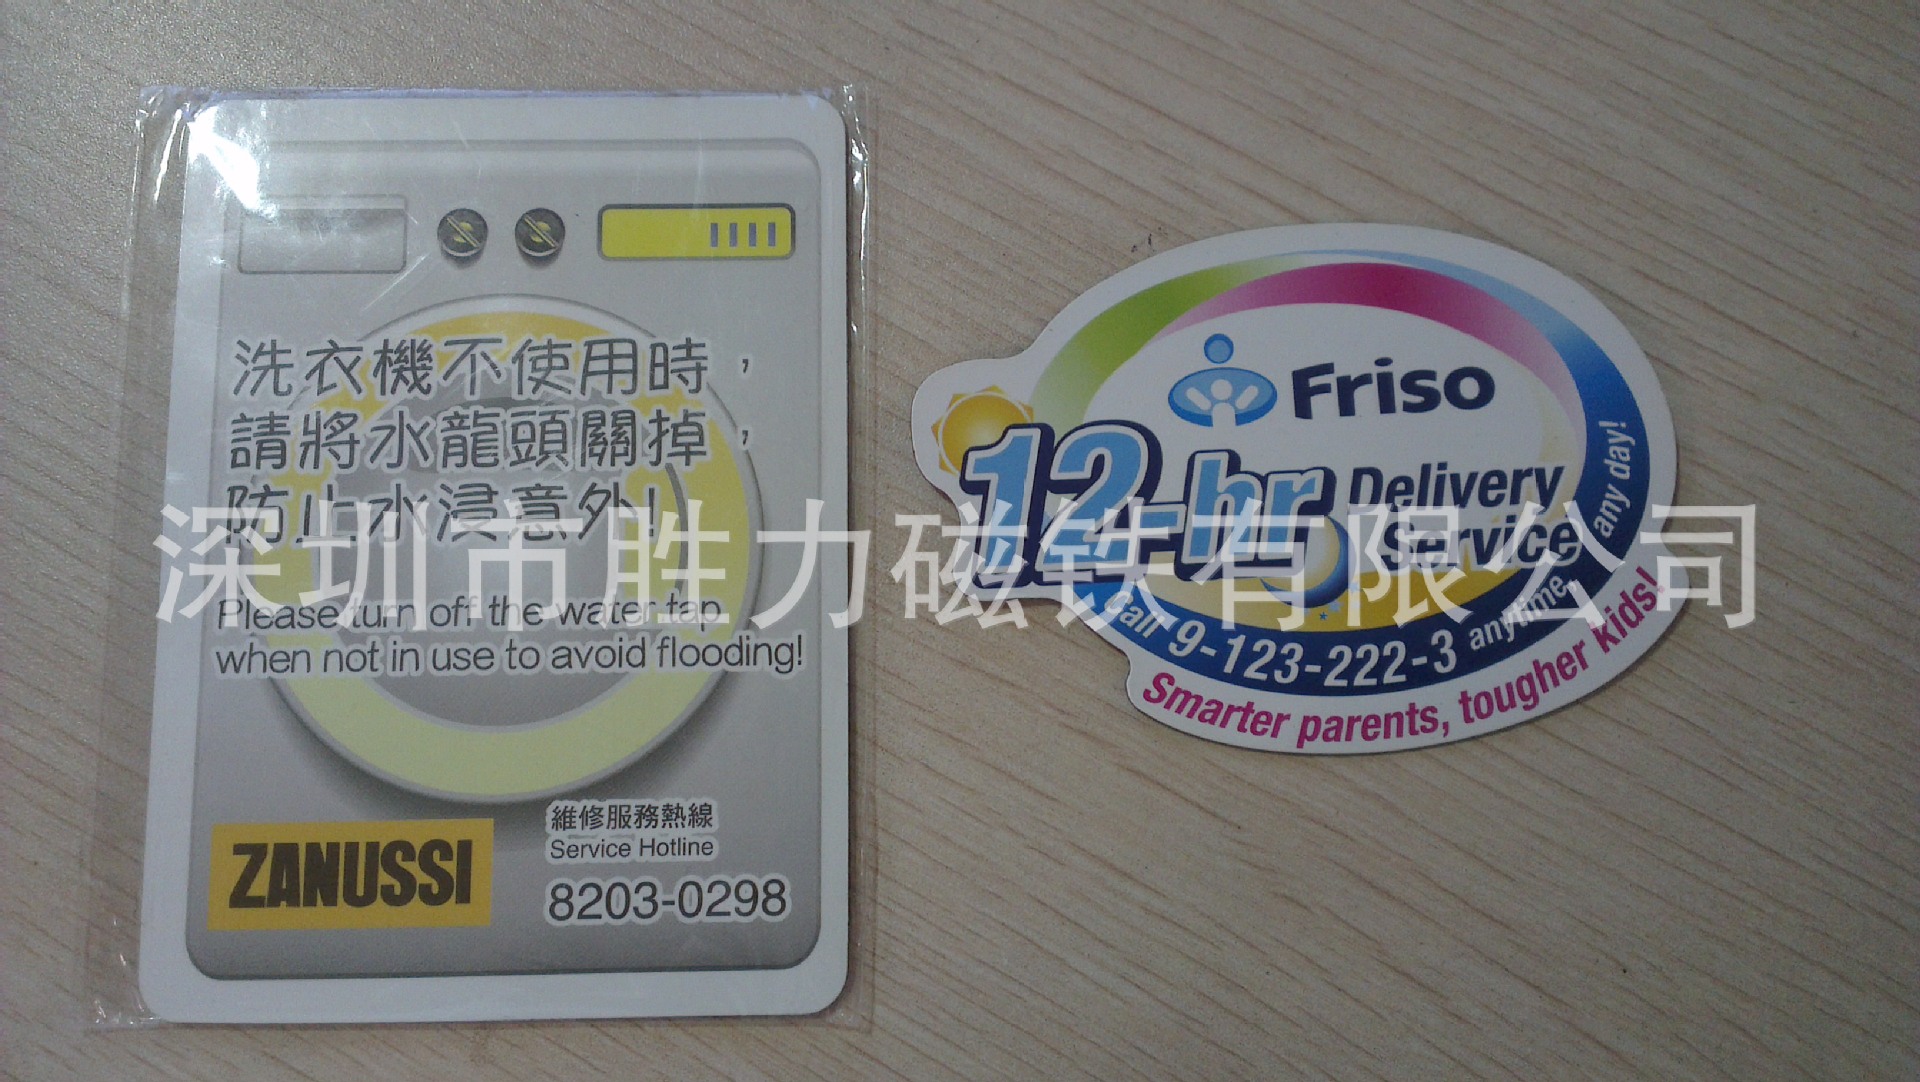 洗衣機不使用時，
請將水龍頭關掉，
防止水浸意外!
Please turn off the water tap
when not in use to avoid flooding!
ZANUSSI
維修服務熱線
Service Hotline
8203-0298
Friso
12-hr Delivery
Service
call 9-123-222-3 anytime, any day!
Smarter parents, tougher kids!
深圳市胜力磁铁有限公司